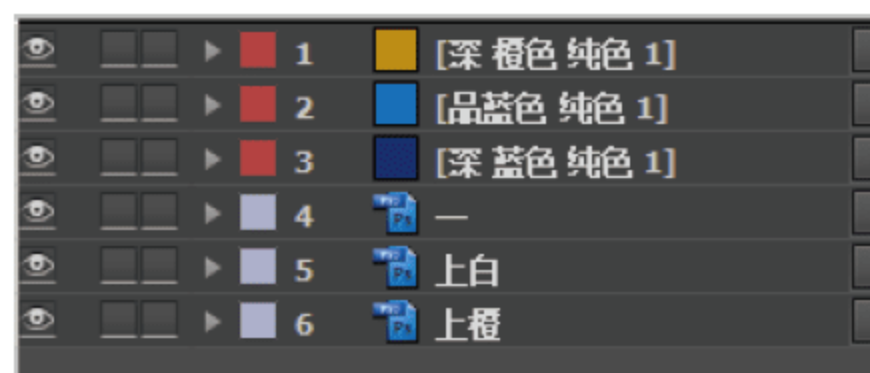 1 [深 橙色 纯色 1]
2 [品蓝色 纯色 1]
3 [深 蓝色 纯色 1]
4 一
5 上白
6 上橙